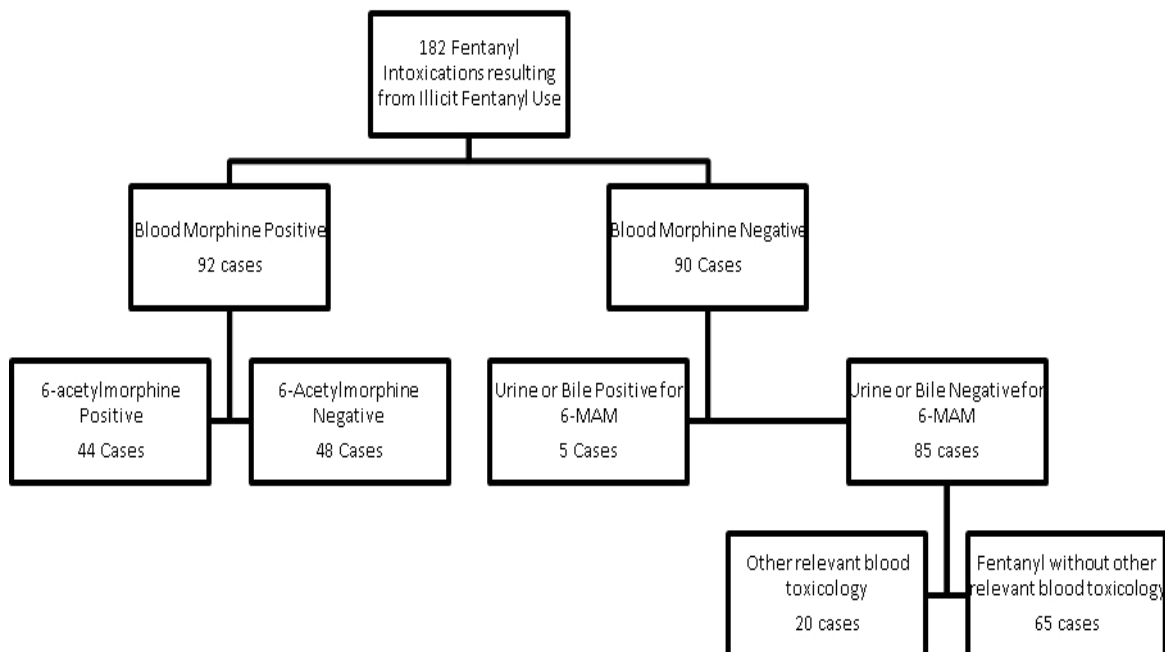 182 Fentanyl
Intoxications resulting
from Illicit Fentanyl Use
Blood Morphine Positive
92 cases
Blood Morphine Negative
90 Cases
6-acetylmorphine
Positive
44 Cases
6-Acetylmorphine
Negative
48 Cases
Urine or Bile Positive for
6-MAM
5 Cases
Urine or Bile Negative for
6-MAM
85 cases
Other relevant blood
toxicology
20 cases
Fentanyl without other
relevant blood toxicology
65 cases